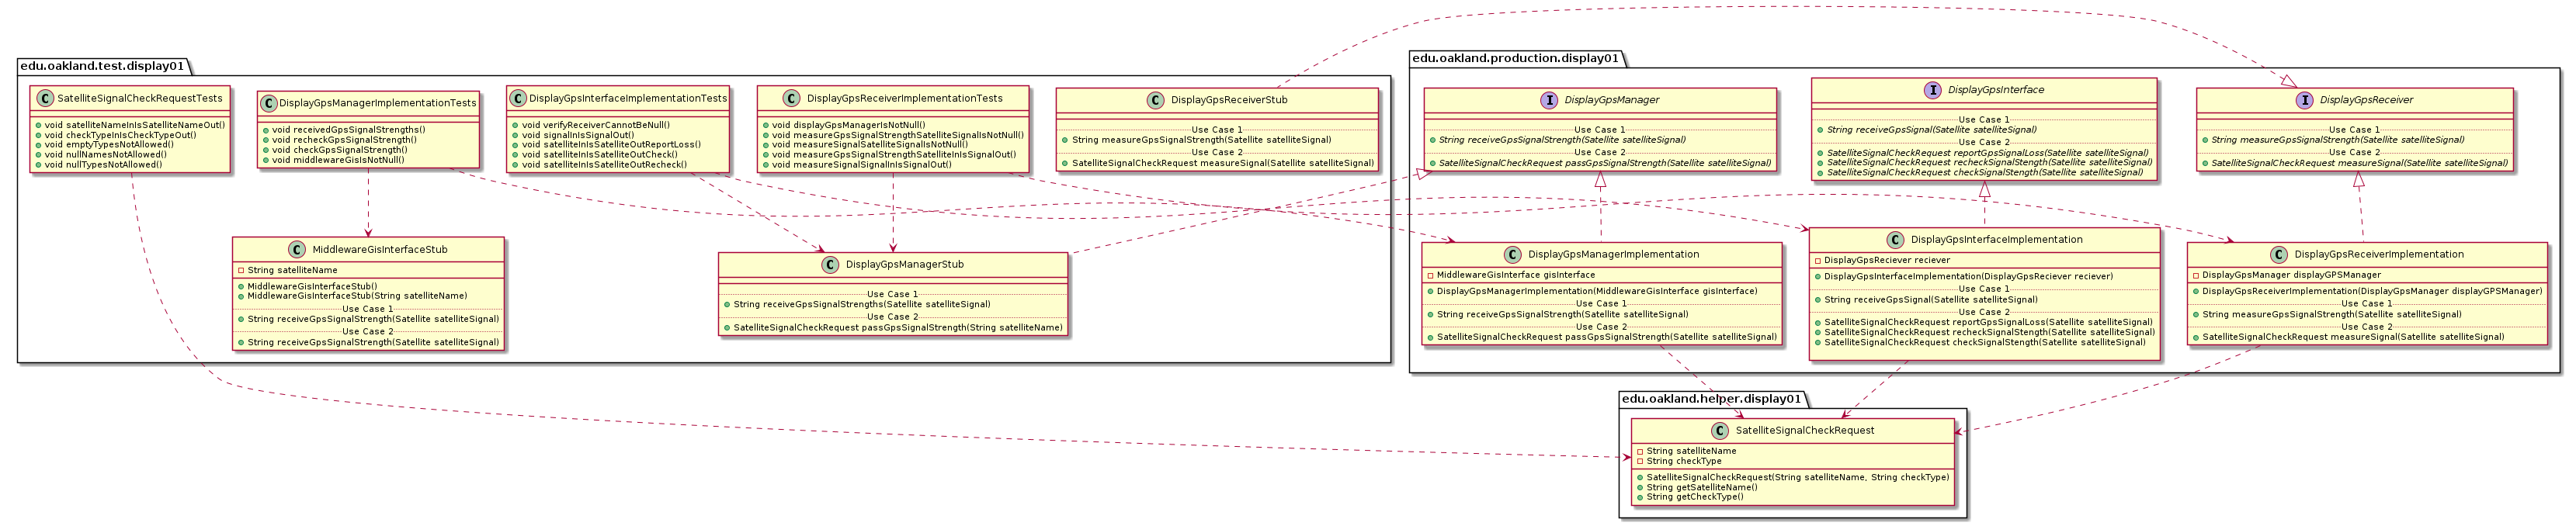 edu.oakland.test.display01
C SatelliteSignalCheckRequestTests
void satelliteNameInIsSatelliteNameOut()
void checkTypeInIsCheckTypeOut()
void emptyTypesNotAllowed()
void nullNamesNotAllowed()
void nullTypesNotAllowed()
C DisplayGpsManagerImplementationTests
void receivedGpsSignalStrengths()
void recheckGpsSignalStrength()
void checkGpsSignalStrength()
void middlewareGisIsNotNull()
C DisplayGpsInterfaceImplementationTests
void verifyReceiverCannotBeNull()
void signalInIsSignalOut()
void satelliteInIsSatelliteOutReportLoss()
void satelliteInIsSatelliteOutCheck()
void satelliteInIsSatelliteOutRecheck()
C DisplayGpsReceiverImplementationTests
void displayGpsManagerIsNotNull()
void measureGpsSignalStrengthSatelliteSignalIsNotNull()
void measureSignalSatelliteSignalIsNotNull()
void measureGpsSignalStrengthSateliteInIsSignalOut()
void measureSignalSignalInIsSignalOut()
C DisplayGpsReceiverStub
Use Case 1
String measureGpsSignalStrength(Satellite satelliteSignal)
Use Case 2
SatelliteSignalCheckRequest measureSignal(Satellite satelliteSignal)
C MiddlewareGisInterfaceStub
String satelliteName
MiddlewareGisInterfaceStub()
MiddlewareGisInterfaceStub(String satelliteName)
Use Case 1
String receiveGpsSignalStrength(Satellite satelliteSignal)
Use Case 2
String receiveGpsSignalStrength(Satellite satelliteSignal)
C DisplayGpsManagerStub
Use Case 1
String receiveGpsSignalStrengths(Satellite satelliteSignal)
Use Case 2
SatelliteSignalCheckRequest passGpsSignalStrength(String satelliteName)
edu.oakland.production.display01
I DisplayGpsManager
Use Case 1
String receiveGpsSignalStrength(Satellite satelliteSignal)
Use Case 2
SatelliteSignalCheckRequest passGpsSignalStrength(Satellite satelliteSignal)
I DisplayGpsInterface
Use Case 1
String receiveGpsSignal(Satellite satelliteSignal)
Use Case 2
SatelliteSignalCheckRequest reportGpsSignalLoss(Satellite satelliteSignal)
SatelliteSignalCheckRequest recheckSignalStength(Satellite satelliteSignal)
SatelliteSignalCheckRequest checkSignalStength(Satellite satelliteSignal)
I DisplayGpsReceiver
Use Case 1
String measureGpsSignalStrength(Satellite satelliteSignal)
Use Case 2
SatelliteSignalCheckRequest measureSignal(Satellite satelliteSignal)
C DisplayGpsManagerImplementation
MiddlewareGisInterface gisInterface
DisplayGpsManagerImplementation(MiddlewareGisInterface gisInterface)
Use Case 1
String receiveGpsSignalStrength(Satellite satelliteSignal)
Use Case 2
SatelliteSignalCheckRequest passGpsSignalStrength(Satellite satelliteSignal)
C DisplayGpsInterfaceImplementation
DisplayGpsReciever reciever
DisplayGpsInterfaceImplementation(DisplayGpsReciever reciever)
Use Case 1
String receiveGpsSignal(Satellite satelliteSignal)
Use Case 2
SatelliteSignalCheckRequest reportGpsSignalLoss(Satellite satelliteSignal)
SatelliteSignalCheckRequest recheckSignalStength(Satellite satelliteSignal)
SatelliteSignalCheckRequest checkSignalStength(Satellite satelliteSignal)
C DisplayGpsReceiverImplementation
DisplayGpsManager displayGPSManager
DisplayGpsReceiverImplementation(DisplayGpsManager displayGPSManager)
Use Case 1
String measureGpsSignalStrength(Satellite satelliteSignal)
Use Case 2
SatelliteSignalCheckRequest measureSignal(Satellite satelliteSignal)
edu.oakland.helper.display01
C SatelliteSignalCheckRequest
String satelliteName
String checkType
SatelliteSignalCheckRequest(String satelliteName, String checkType)
String getSatelliteName()
String getCheckType()